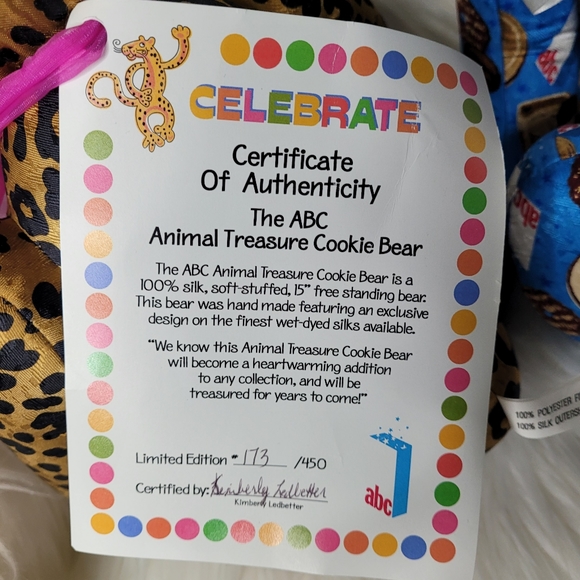 CELEBRATE
Certificate
Of Authenticity
The ABC
Animal Treasure Cookie Bear
The ABC Animal Treasure Cookie Bear is a
100% silk, soft-stuffed, 15" free standing bear.
This bear was hand made featuring an exclusive
design on the finest wet-dyed silks available.
"We know this Animal Treasure Cookie Bear
will become a heartwarming addition
to any collection, and will be
treasured for years to come!"
Limited Edition # 173 /450
Certified by: Kimberly Ledbetter
Kimberly Ledbetter
abc
abc
abc
100% POLYESTER
100% SILK